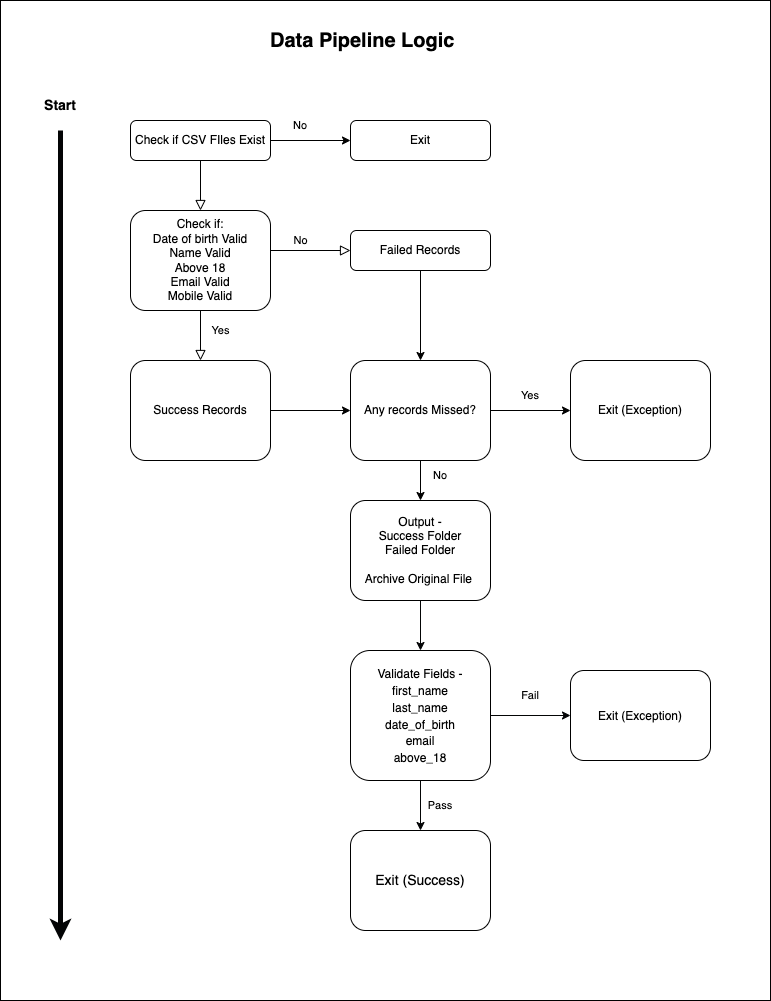 Data Pipeline Logic
Start
Check if CSV FIles Exist
No
Exit
Check if:
Date of birth Valid
Name Valid
Above 18
Email Valid
Mobile Valid
No
Failed Records
Yes
Success Records
Any records Missed?
Yes
Exit (Exception)
No
Output -
Success Folder
Failed Folder
Archive Original File
Validate Fields -
first_name
last_name
date_of_birth
email
above_18
Fail
Exit (Exception)
Pass
Exit (Success)